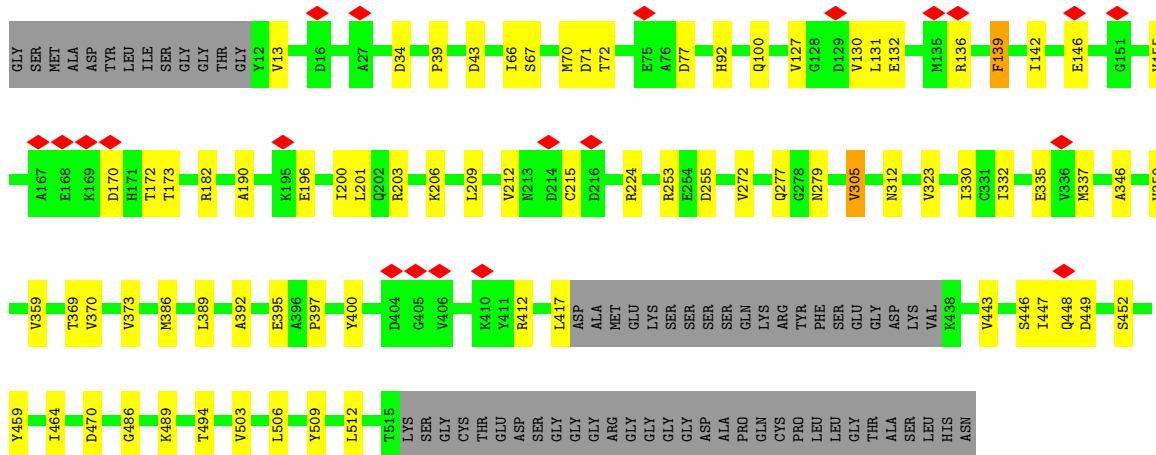 GLY SER MET ALA ASP TYR LEU ILE SER GLY GLY THR GLY Y12 V13 D16 A27 D34 P39 D43 I66 S67 M70 D71 T72 E75 A76 D77 H92 Q100 V127 G128 D129 V130 L131 E132 M135 R136 F139 I142 E146 G151
A167 E168 K169 D170 H171 T172 T173 R182 A190 K195 E196 I200 L201 Q202 R203 K206 L209 V212 N213 D214 C215 D216 R224 R253 E254 D255 V272 Q277 G278 N279 V305 N312 V323 I330 C331 I332 E335 V336 M337 A346
V359 T369 V370 V373 M386 L389 A392 E395 A396 P397 Y400 D404 G405 V406 K410 Y411 R412 L417 ASP ALA MET GLU LYS SER SER SER SER GLN LYS ARG TYR PHE SER GLU GLY ASP LYS VAL K438 V443 S446 I447 Q448 D449 S452
Y459 I464 D470 G486 K489 T494 V503 L506 Y509 L512 T515 LYS SER GLY CYS THR GLU ASP SER GLY GLY GLY ARG GLY GLY GLY GLY ASP ALA PRO GLN CYS PRO LEU LEU GLY THR ALA SER LEU HIS ASN